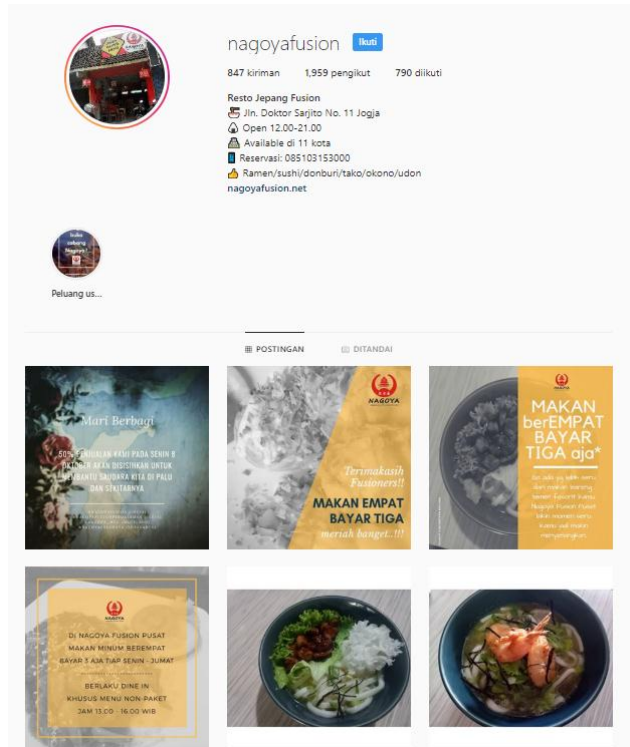 nagoyafusion Ikuti
847 kiriman 1,959 pengikut 790 diikuti
Resto Jepang Fusion
Jln. Doktor Sarjito No. 11 Jogja
Open 12.00-21.00
Available di 11 kota
Reservasi: 085103153000
Ramen/sushi/donburi/tako/okono/udon
nagoyafusion.net
buka
cabang
Nagoya
Peluang us...
POSTINGAN DITANDAI
Mari Berbagi
50% PENJUALAN KAMI PADA SENIN 8
OKTOBER AKAN DISISIHKAN UNTUK
MEMBANTU SAUDARA KITA DI PALU
DAN SEKITARNYA
NAGOYA
Terimakasih
Fusioners!!
MAKAN EMPAT
BAYAR TIGA
meriah banget..!!!
MAKAN
berEMPAT
BAYAR
TIGA aja*
Nagoya Fusion Pusat
NAGOYA
DI NAGOYA FUSION PUSAT
MAKAN MINUM BEREMPAT
BAYAR 3 AJA TIAP SENIN - JUMAT
BERLAKU DINE IN
KHUSUS MENU NON-PAKET
JAM 13.00 - 16.00 WIB